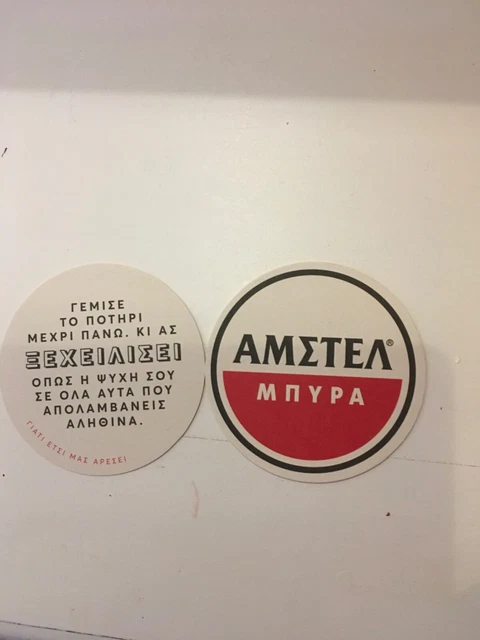 ΓΕΜΙΣΕ
ΤΟ ΠΟΤΗΡΙ
ΜΕΧΡΙ ΠΑΝΩ. ΚΙ ΑΣ
ΞΕΧΕΙΛΙΣΕΙ
ΟΠΩΣ Η ΨΥΧΗ ΣΟΥ
ΣΕ ΟΛΑ ΑΥΤΑ ΠΟΥ
ΑΠΟΛΑΜΒΑΝΕΙΣ
ΑΛΗΘΙΝΑ.
ΓΙΑΤΙ ΕΤΣΙ ΜΑΣ ΑΡΕΣΕΙ
ΑΜΣΤΕΛ®
ΜΠΥΡΑ